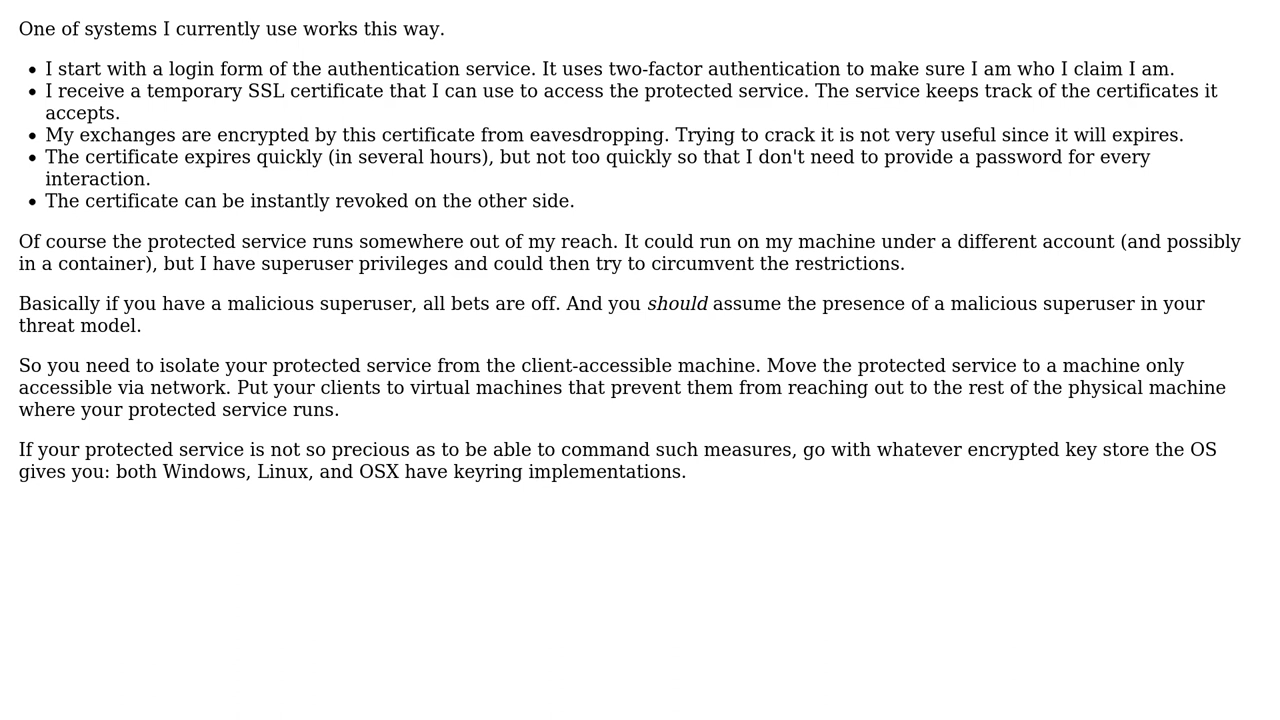 One of systems I currently use works this way.
• I start with a login form of the authentication service. It uses two-factor authentication to make sure I am who I claim I am.
• I receive a temporary SSL certificate that I can use to access the protected service. The service keeps track of the certificates it
accepts.
• My exchanges are encrypted by this certificate from eavesdropping. Trying to crack it is not very useful since it will expires.
• The certificate expires quickly (in several hours), but not too quickly so that I don't need to provide a password for every
interaction.
• The certificate can be instantly revoked on the other side.
Of course the protected service runs somewhere out of my reach. It could run on my machine under a different account (and possibly
in a container), but I have superuser privileges and could then try to circumvent the restrictions.
Basically if you have a malicious superuser, all bets are off. And you should assume the presence of a malicious superuser in your
threat model.
So you need to isolate your protected service from the client-accessible machine. Move the protected service to a machine only
accessible via network. Put your clients to virtual machines that prevent them from reaching out to the rest of the physical machine
where your protected service runs.
If your protected service is not so precious as to be able to command such measures, go with whatever encrypted key store the OS
gives you: both Windows, Linux, and OSX have keyring implementations.